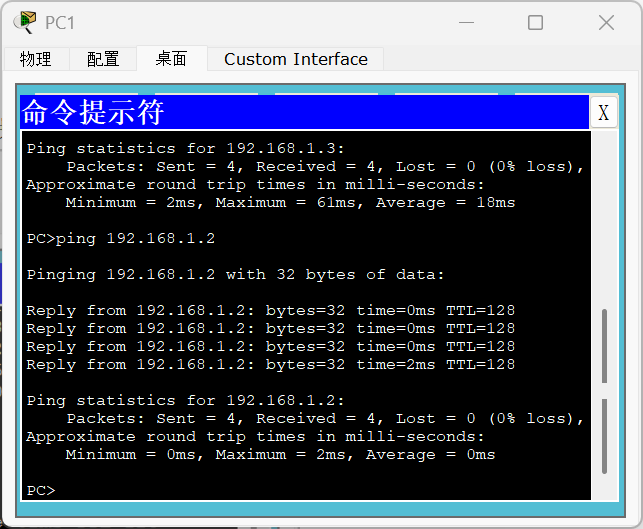 PC1
物理 配置 桌面 Custom Interface
命令提示符 X
Ping statistics for 192.168.1.3:
    Packets: Sent = 4, Received = 4, Lost = 0 (0% loss),
Approximate round trip times in milli-seconds:
    Minimum = 2ms, Maximum = 61ms, Average = 18ms
PC>ping 192.168.1.2
Pinging 192.168.1.2 with 32 bytes of data:
Reply from 192.168.1.2: bytes=32 time=0ms TTL=128
Reply from 192.168.1.2: bytes=32 time=0ms TTL=128
Reply from 192.168.1.2: bytes=32 time=0ms TTL=128
Reply from 192.168.1.2: bytes=32 time=2ms TTL=128
Ping statistics for 192.168.1.2:
    Packets: Sent = 4, Received = 4, Lost = 0 (0% loss),
Approximate round trip times in milli-seconds:
    Minimum = 0ms, Maximum = 2ms, Average = 0ms
PC>